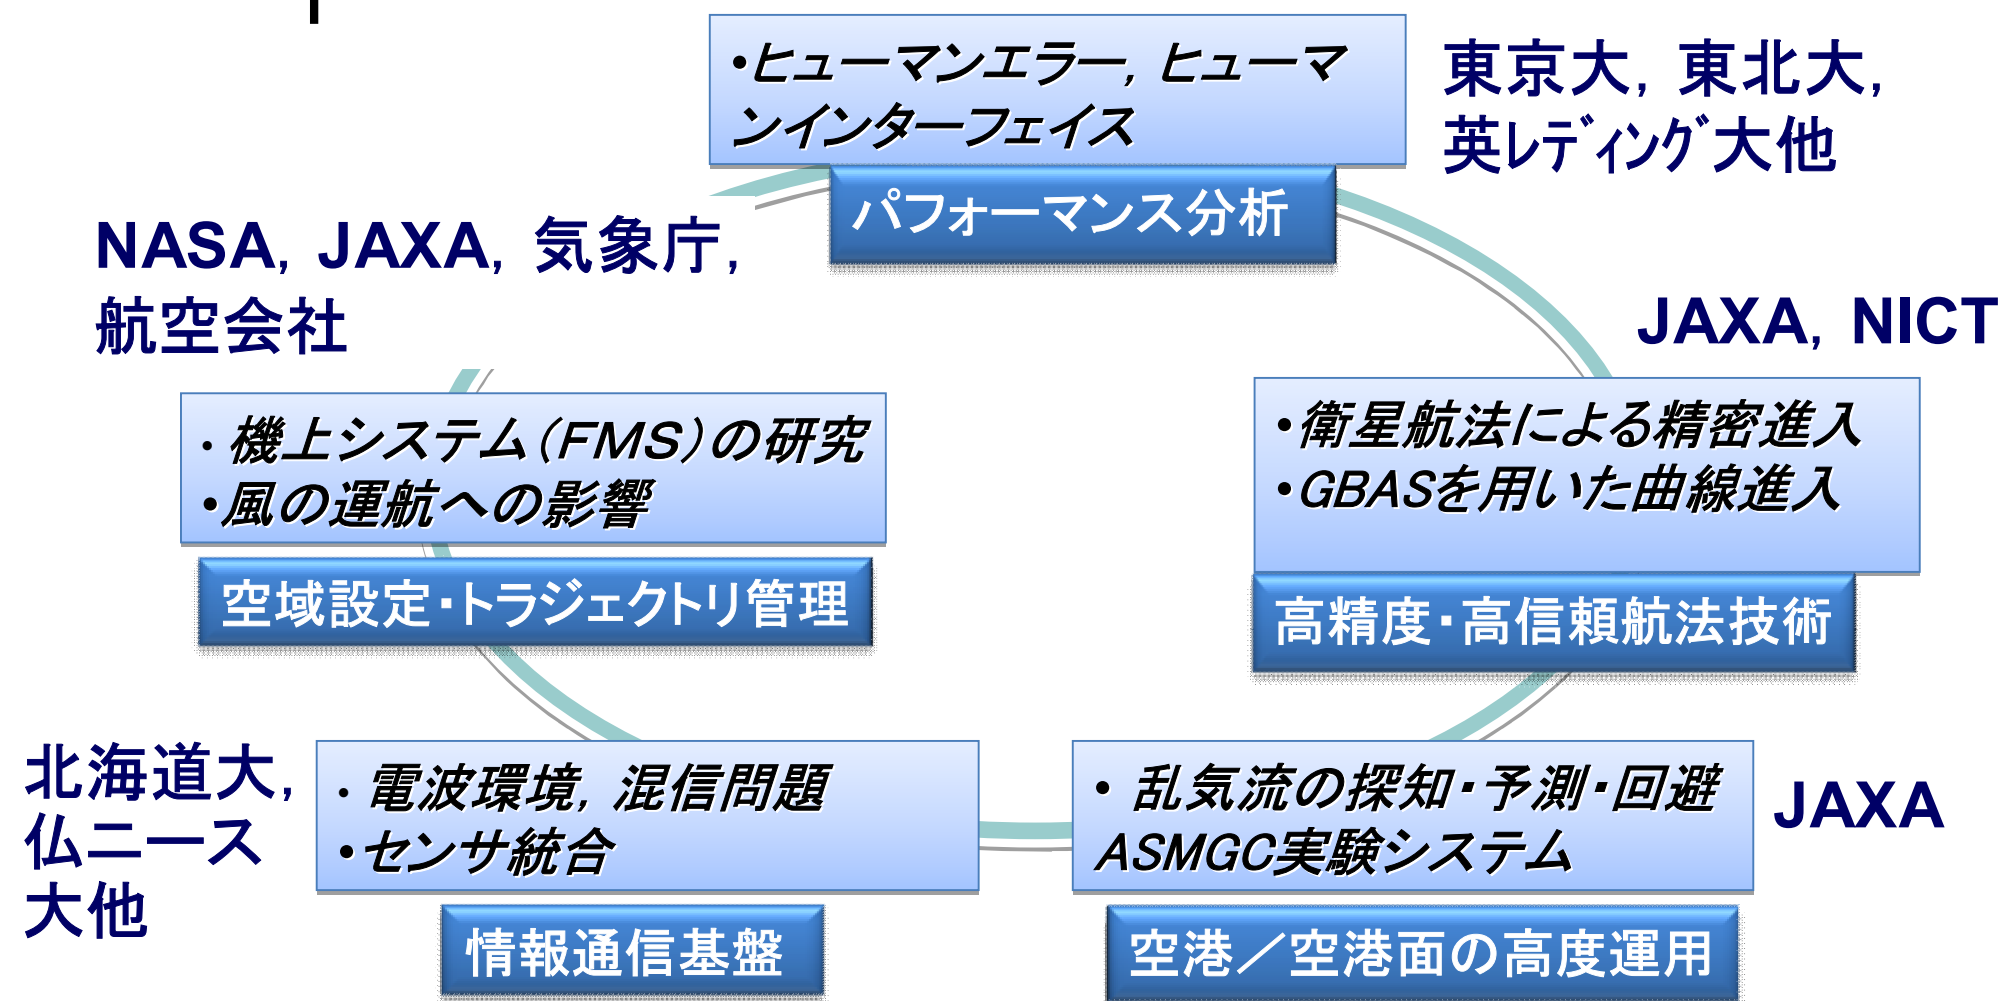 •ヒューマンエラー，ヒューマ
ンインターフェイス
パフォーマンス分析
東京大，東北大，
英ﾚﾃﾞｨﾝｸﾞ大他
NASA，JAXA，気象庁，
航空会社
• 機上システム（FMS）の研究
•風の運航への影響
空域設定・トラジェクトリ管理
JAXA，NICT
•衛星航法による精密進入
•GBASを用いた曲線進入
高精度・高信頼航法技術
北海道大，
仏ニース
大他
• 電波環境，混信問題
•センサ統合
情報通信基盤
• 乱気流の探知・予測・回避
ASMGC実験システム
空港／空港面の高度運用
JAXA